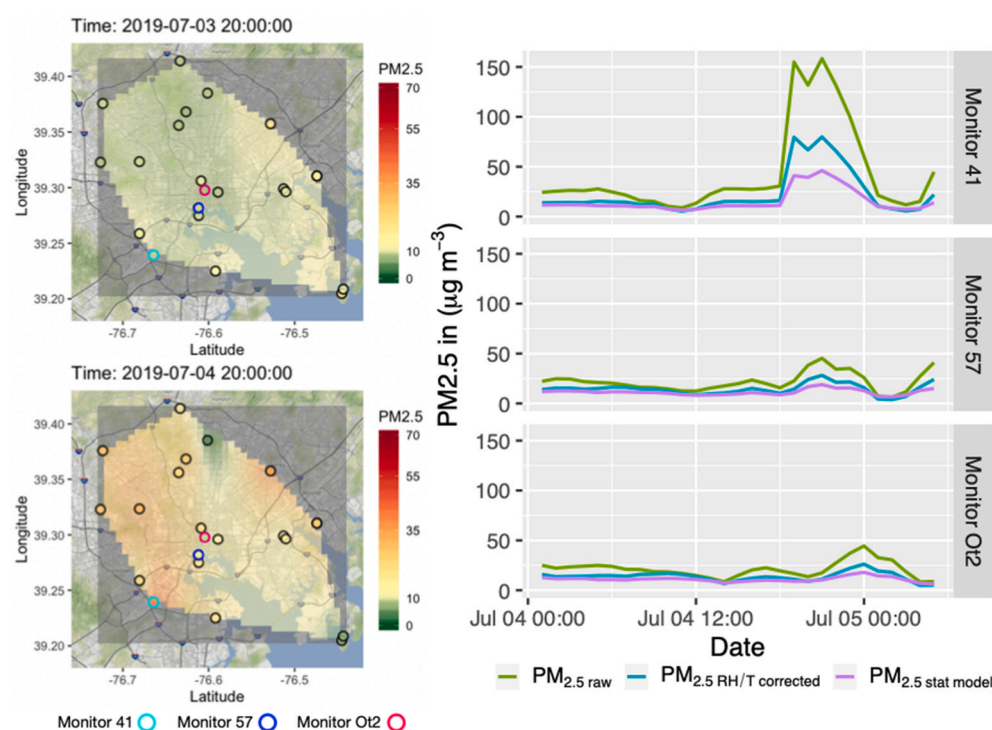 Time: 2019-07-03 20:00:00
PM2.5
70
55
35
10
0
39.40
39.35
39.30
39.25
39.20
Longitude
-76.7
-76.6
-76.5
Latitude
Time: 2019-07-04 20:00:00
PM2.5
70
55
35
10
0
39.40
39.35
39.30
39.25
39.20
Longitude
-76.7
-76.6
-76.5
Latitude
Monitor 41
Monitor 57
Monitor Ot2
PM2.5 in (μg m−3)
150
100
50
0
Monitor 41
150
100
50
0
Monitor 57
150
100
50
0
Monitor Ot2
Jul 04 00:00
Jul 04 12:00
Jul 05 00:00
Date
PM2.5 raw
PM2.5 RH/T corrected
PM2.5 stat model